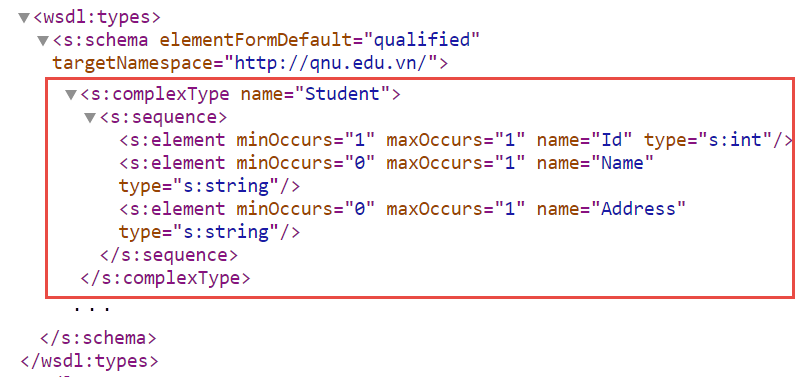 <wsdl:types>
<s:schema elementFormDefault="qualified"
targetNamespace="http://qnu.edu.vn/">
<s:complexType name="Student">
<s:sequence>
<s:element minOccurs="1" maxOccurs="1" name="Id" type="s:int"/>
<s:element minOccurs="0" maxOccurs="1" name="Name"
type="s:string"/>
<s:element minOccurs="0" maxOccurs="1" name="Address"
type="s:string"/>
</s:sequence>
</s:complexType>
...
</s:schema>
</wsdl:types>